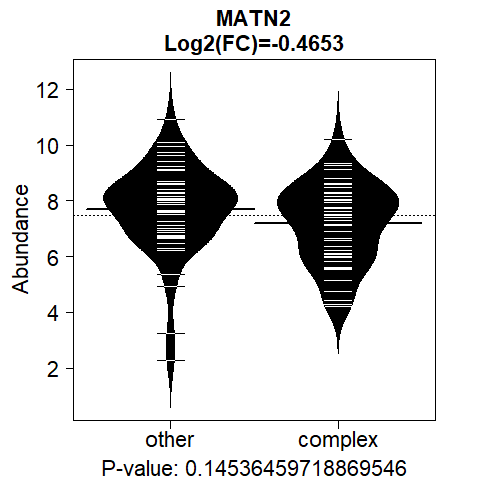 MATN2
Log2(FC)=-0.4653
Abundance
12
10
8
6
4
2
other
complex
P-value: 0.14536459718869546